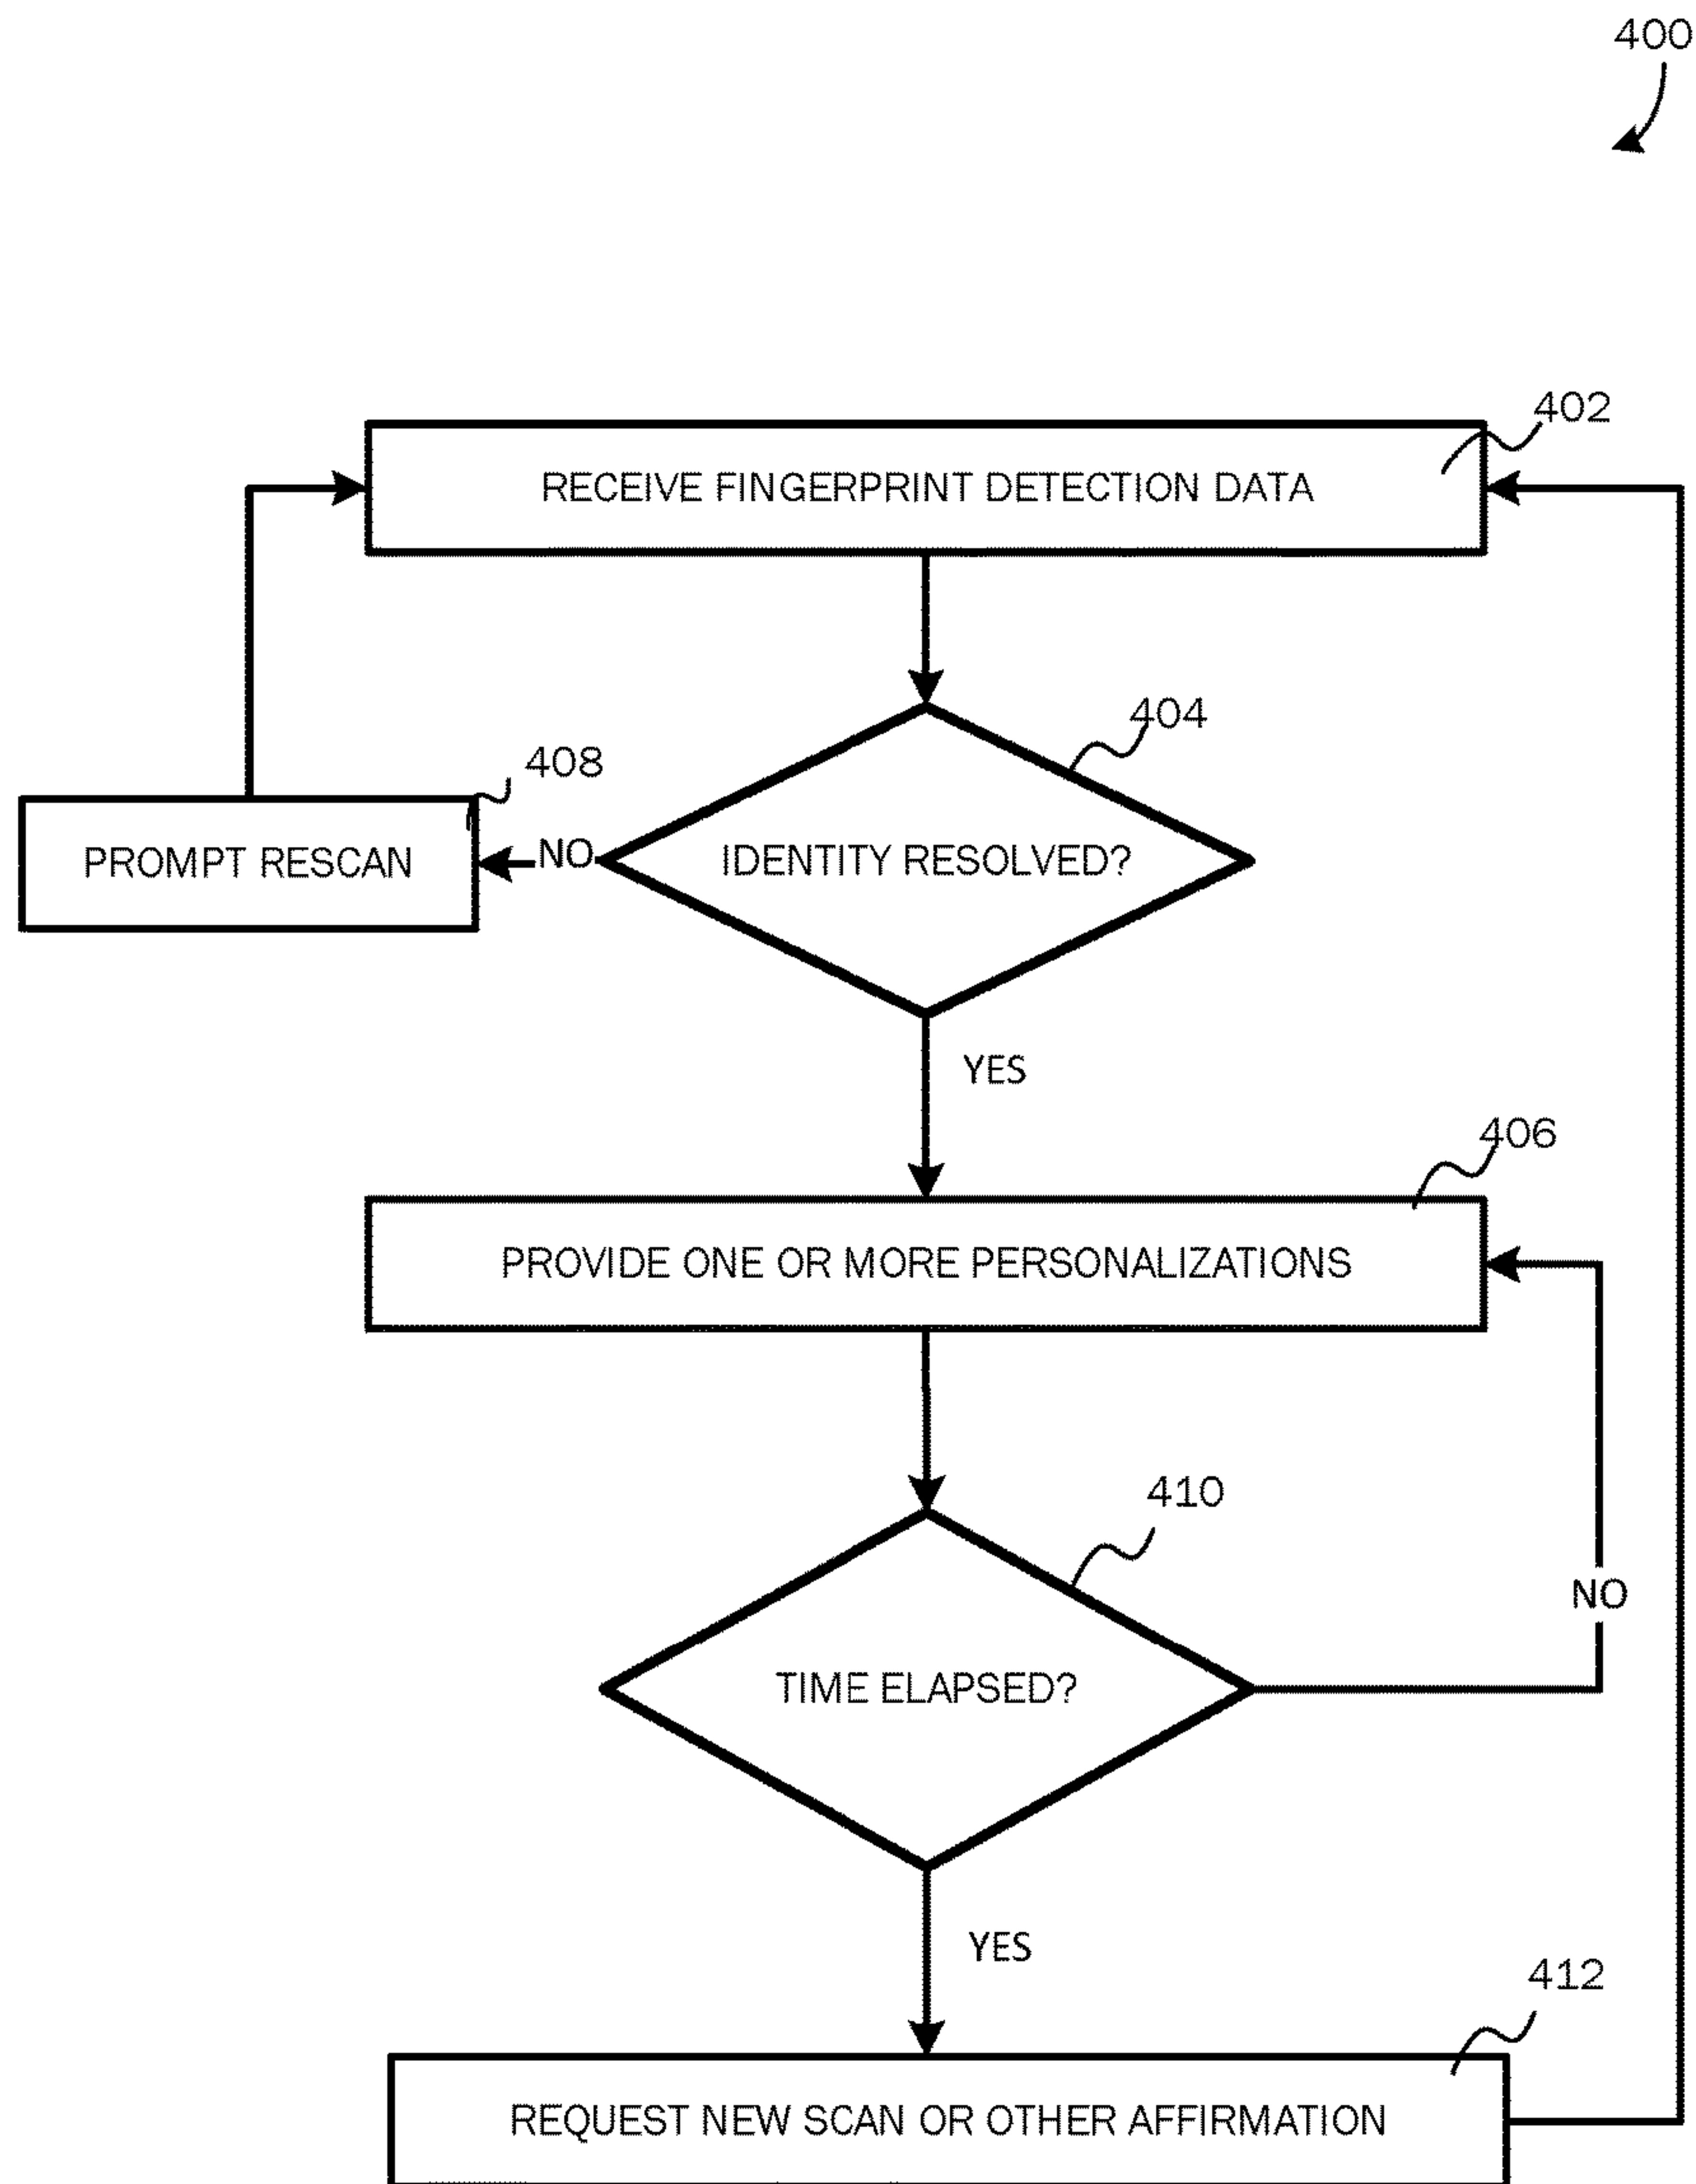 400
402
RECEIVE FINGERPRINT DETECTION DATA
404
408
PROMPT RESCAN
NO
IDENTITY RESOLVED?
YES
406
PROVIDE ONE OR MORE PERSONALIZATIONS
410
NO
TIME ELAPSED?
YES
412
REQUEST NEW SCAN OR OTHER AFFIRMATION